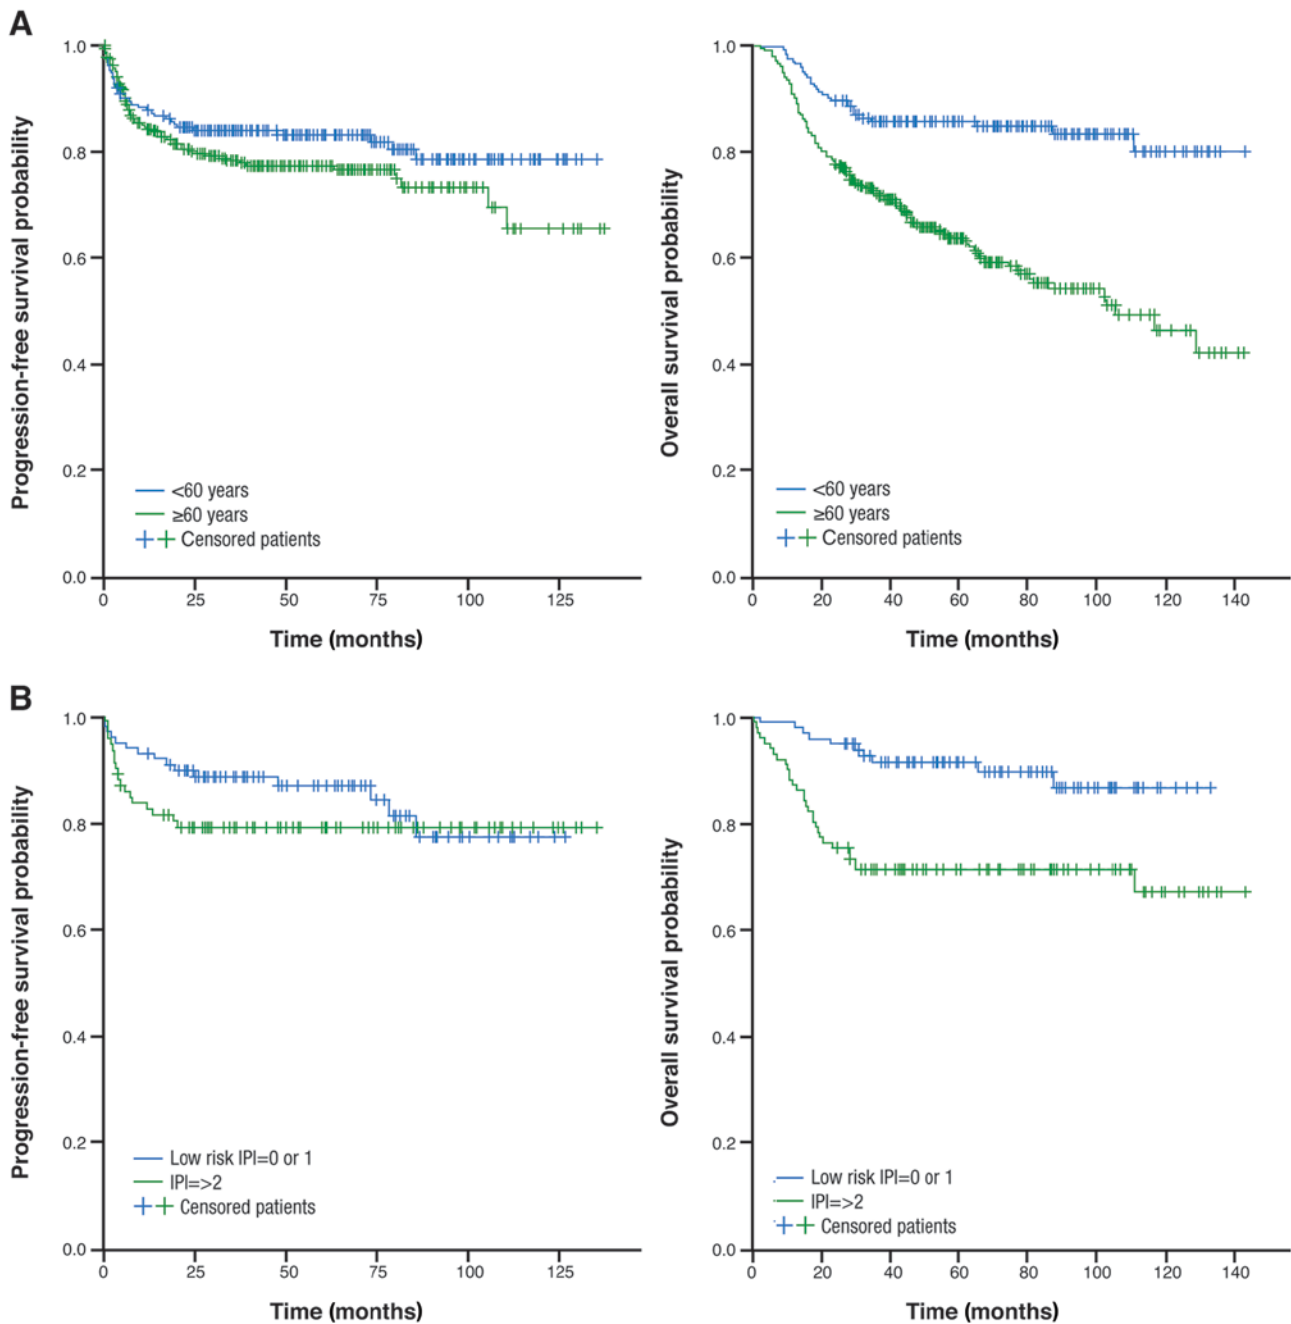 A
1.0
0.8
0.6
0.4
0.2
0.0
Progression-free survival probability
<60 years
≥60 years
Censored patients
0 25 50 75 100 125
Time (months)
1.0
0.8
0.6
0.4
0.2
0.0
Overall survival probability
<60 years
≥60 years
Censored patients
0 20 40 60 80 100 120 140
Time (months)
B
1.0
0.8
0.6
0.4
0.2
0.0
Progression-free survival probability
Low risk IPI=0 or 1
IPI=>2
Censored patients
0 25 50 75 100 125
Time (months)
1.0
0.8
0.6
0.4
0.2
0.0
Overall survival probability
Low risk IPI=0 or 1
IPI=>2
Censored patients
0 20 40 60 80 100 120 140
Time (months)